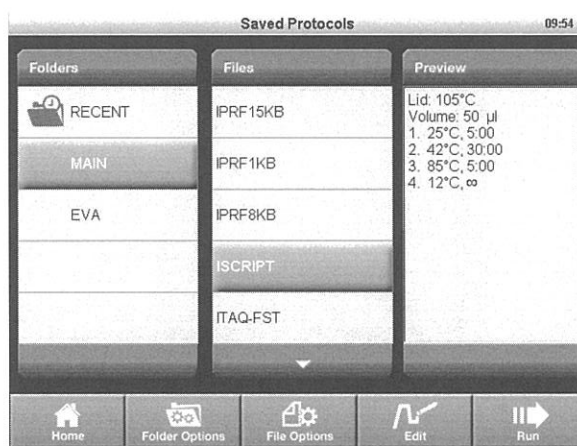 Saved Protocols
09:54
Folders
RECENT
MAIN
EVA
Files
IPRF15KB
IPRF1KB
IPRF8KB
ISCRIPT
ITAQ-FST
Preview
Lid: 105°C
Volume: 50 µl
1. 25°C, 5:00
2. 42°C, 30:00
3. 85°C, 5:00
4. 12°C, ∞
Home
Folder Options
File Options
Edit
Run